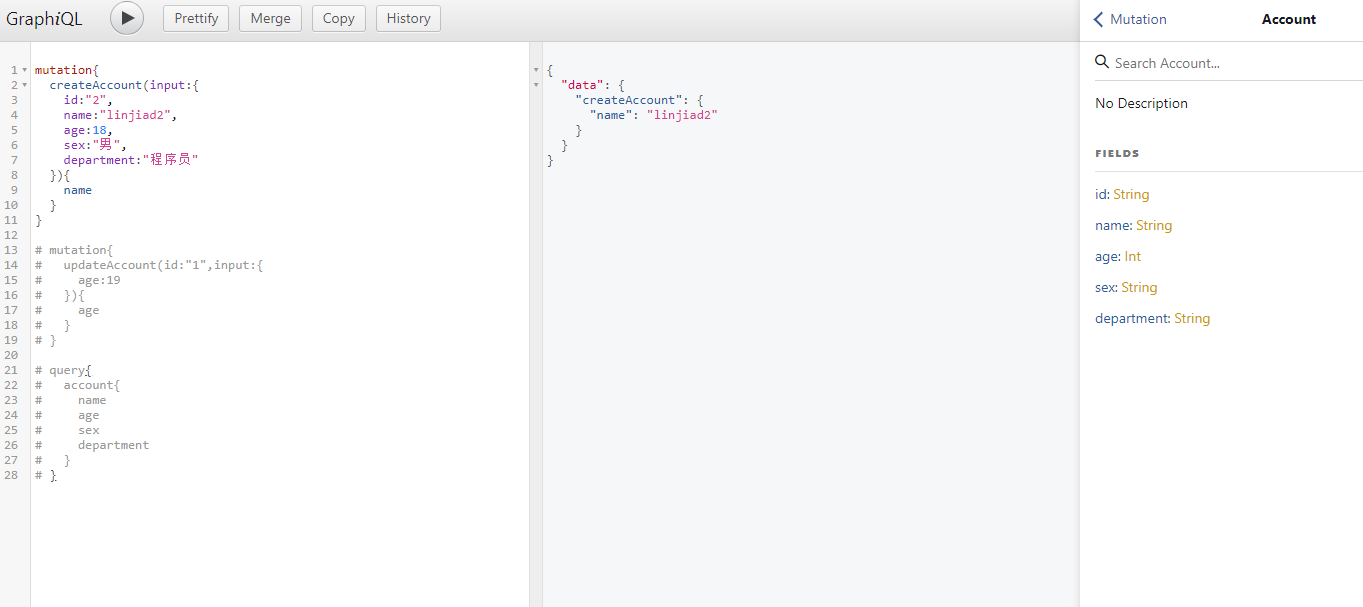 GraphiQL
Prettify
Merge
Copy
History
Mutation
Account
1 mutation{
2   createAccount(input:{
3     id:"2",
4     name:"linjiad2",
5     age:18,
6     sex:"男",
7     department:"程序员"
8   }){
9     name
10   }
11 }
12
13 # mutation{
14 #   updateAccount(id:"1",input:{
15 #     age:19
16 #   }){
17 #     age
18 #   }
19 # }
20
21 # query{
22 #   account{
23 #     name
24 #     age
25 #     sex
26 #     department
27 #   }
28 # }
{
  "data": {
    "createAccount": {
      "name": "linjiad2"
    }
  }
}
Search Account...
No Description
FIELDS
id: String
name: String
age: Int
sex: String
department: String